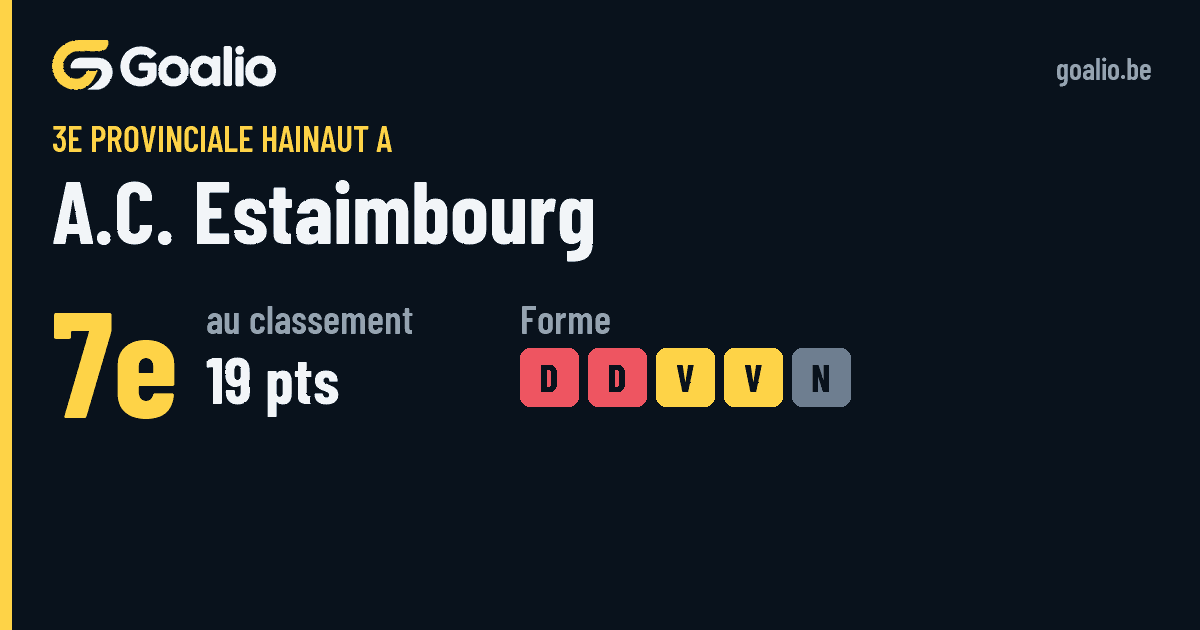 Goalio
goalio.be
3E PROVINCIALE HAINAUT A
A.C. Estaimbourg
7e
au classement
19 pts
Forme
D D V V N